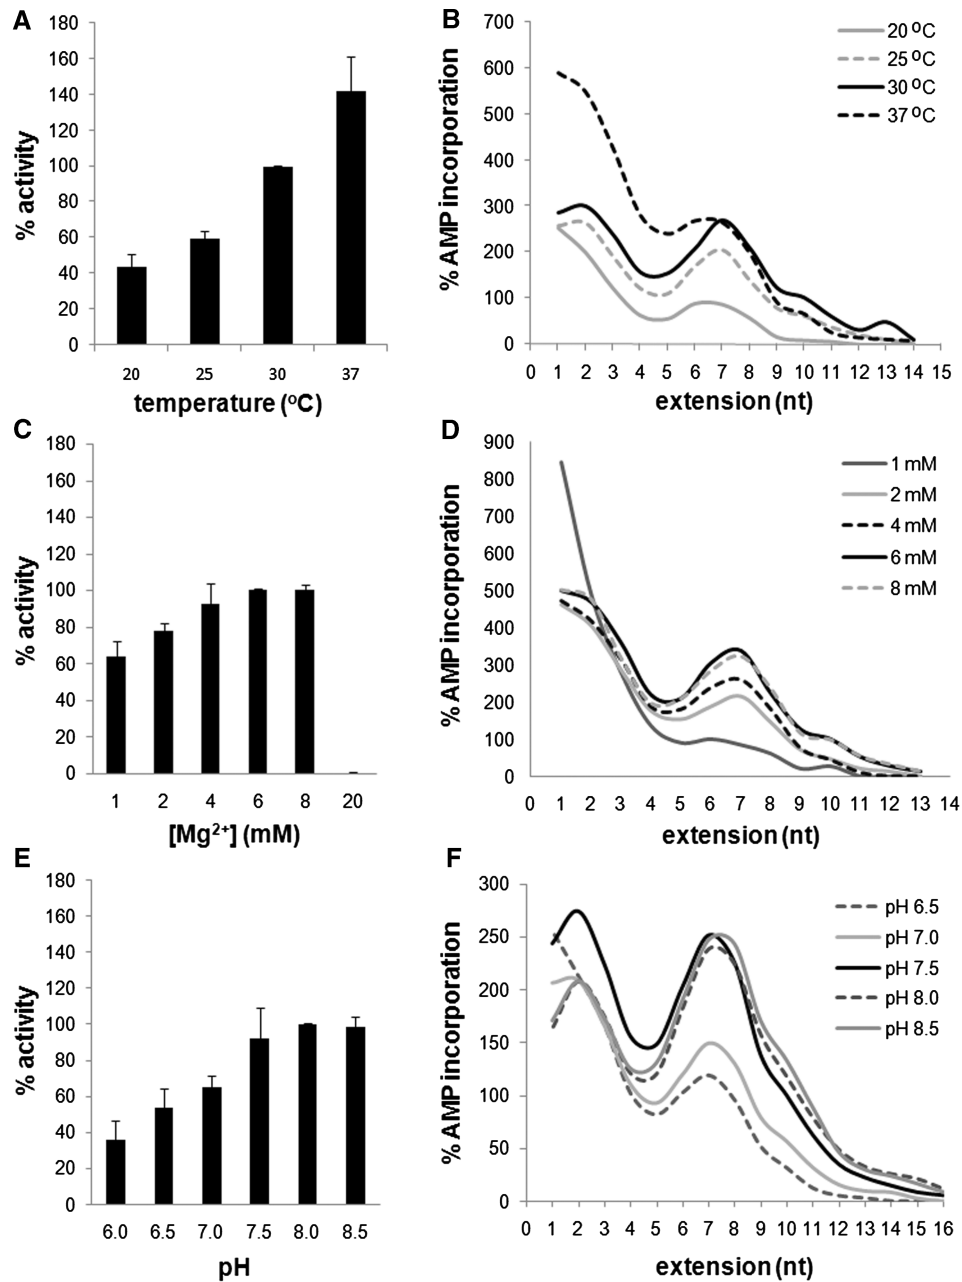 A
180
160
140
120
100
80
60
40
20
0
% activity
20 25 30 37
temperature (ºC)
B
700
600
500
400
300
200
100
0
% AMP incorporation
20 ºC
25 ºC
30 ºC
37 ºC
0 1 2 3 4 5 6 7 8 9 10 11 12 13 14 15
extension (nt)
C
180
160
140
120
100
80
60
40
20
0
% activity
1 2 4 6 8 20
[Mg²⁺] (mM)
D
900
800
700
600
500
400
300
200
100
0
% AMP incorporation
1 mM
2 mM
4 mM
6 mM
8 mM
0 1 2 3 4 5 6 7 8 9 10 11 12 13 14
extension (nt)
E
180
160
140
120
100
80
60
40
20
0
% activity
6.0 6.5 7.0 7.5 8.0 8.5
pH
F
300
250
200
150
100
50
0
% AMP incorporation
pH 6.5
pH 7.0
pH 7.5
pH 8.0
pH 8.5
0 1 2 3 4 5 6 7 8 9 10 11 12 13 14 15 16
extension (nt)